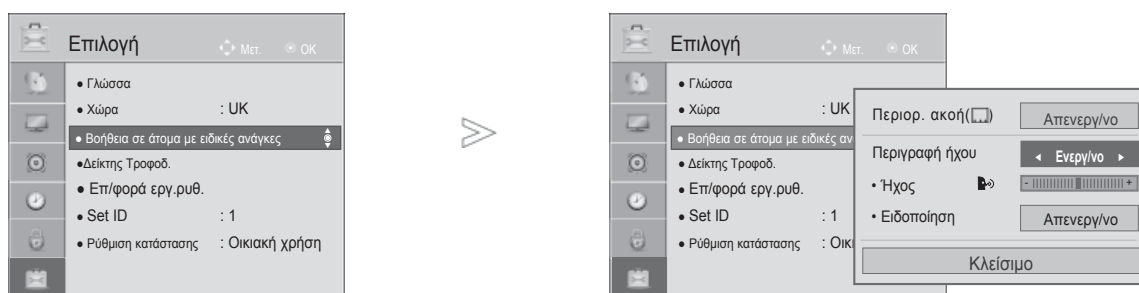 Επιλογή
Μετ. OK
● Γλώσσα
● Χώρα : UK
● Βοήθεια σε άτομα με ειδικές ανάγκες
●Δείκτης Τροφοδ.
● Επ/φορά εργ.ρυθ.
● Set ID : 1
● Ρύθμιση κατάστασης : Οικιακή χρήση
Επιλογή
Μετ. OK
● Γλώσσα
● Χώρα : UK
● Βοήθεια σε άτομα με ειδικές αν
● Δείκτης Τροφοδ.
● Επ/φορά εργ.ρυθ.
● Set ID : 1
● Ρύθμιση κατάστασης : Οικι
Περιορ. ακοή( ) Απενεργ/νο
Περιγραφή ήχου ◄ Ενεργ/νο ►
• Ήχος - +
• Ειδοποίηση Απενεργ/νο
Κλείσιμο